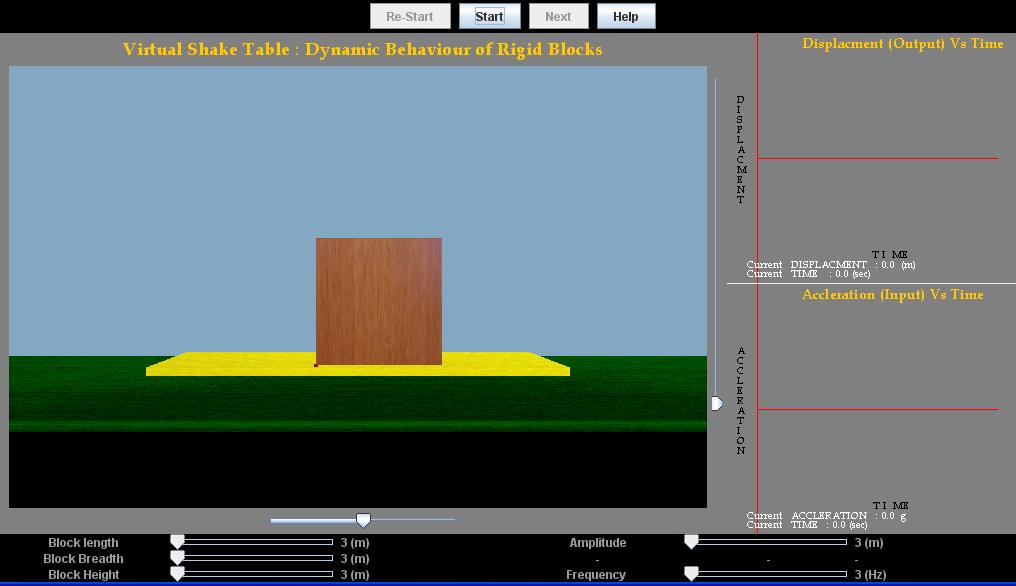 Re-Start Start Next Help
Virtual Shake Table : Dynamic Behaviour of Rigid Blocks
Displacment (Output) Vs Time
DISPLACMENT
TIME
Current DISPLACMENT : 0.0 (m)
Current TIME : 0.0 (sec)
Accleration (Input) Vs Time
ACCLERATION
TIME
Current ACCLERATION : 0.0 g
Current TIME : 0.0 (sec)
Block length 3 (m) Amplitude 3 (m)
Block Breadth 3 (m) - - -
Block Height 3 (m) Frequency 3 (Hz)